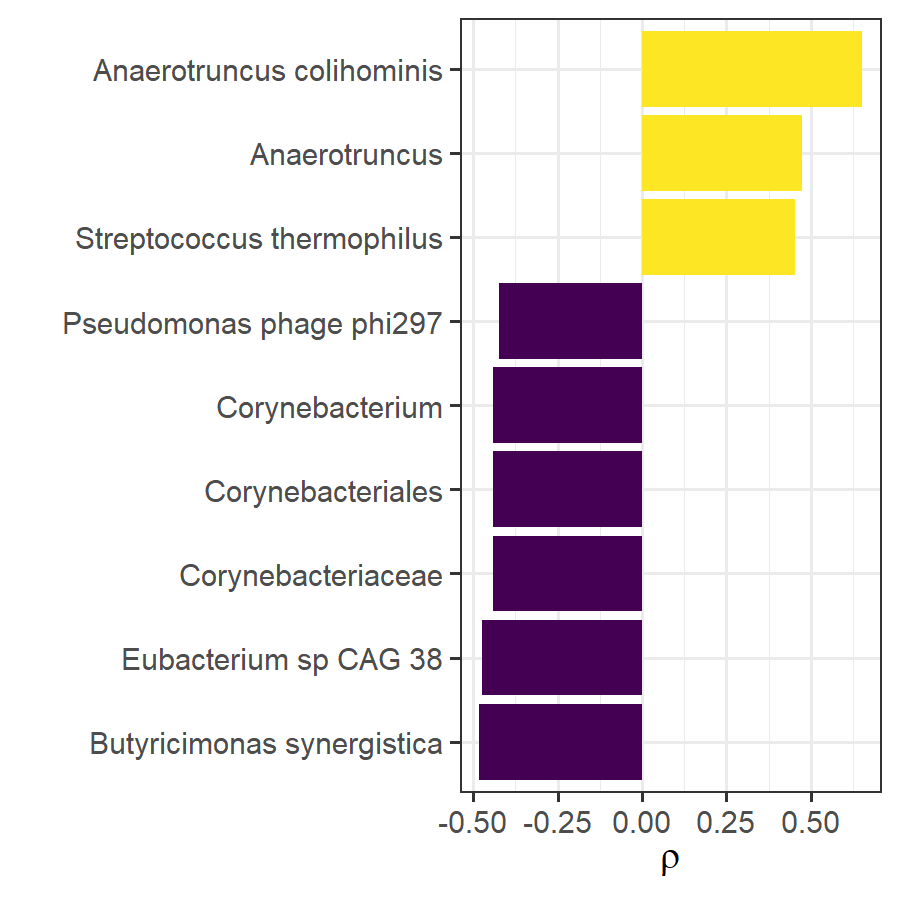 Anaerotruncus colihominis
Anaerotruncus
Streptococcus thermophilus
Pseudomonas phage phi297
Corynebacterium
Corynebacteriales
Corynebacteriaceae
Eubacterium sp CAG 38
Butyricimonas synergistica
-0.50 -0.25 0.00 0.25 0.50
ρ